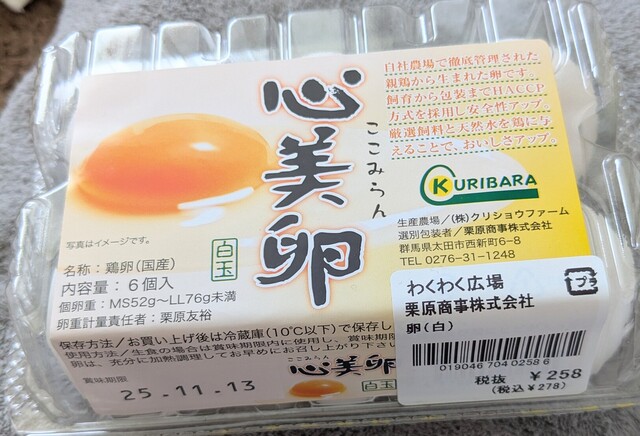 心美卵
ここみらん
自社農場で徹底管理された
親鶏から生まれた卵です。
飼育から包装までHACCP
方式を採用し安全性アップ。
厳選飼料と天然水を鶏に与
えることで、おいしさアップ。
KURIBARA
生産農場/(株)クリショウファーム
選別包装者/栗原商事株式会社
群馬県太田市西新町6-8
TEL 0276-31-1248
写真はイメージです。
白玉
名称:鶏卵(国産)
内容量:6個入
個卵重:MS52g〜LL76g未満
卵重計量責任者:栗原友裕
保存方法/お買い上げ後は冷蔵庫(10℃以下)で保存し
使用方法/生食の場合は賞味期限内に使用し、賞味期限
卵は、充分に加熱調理してお早めにお召し上がり下さい
賞味期限
25.11.13
ここみらん
心美卵
白玉
わくわく広場
プラ
栗原商事株式会社
卵(白)
019046 704 0258 6
税抜 ¥258
(税込¥278)